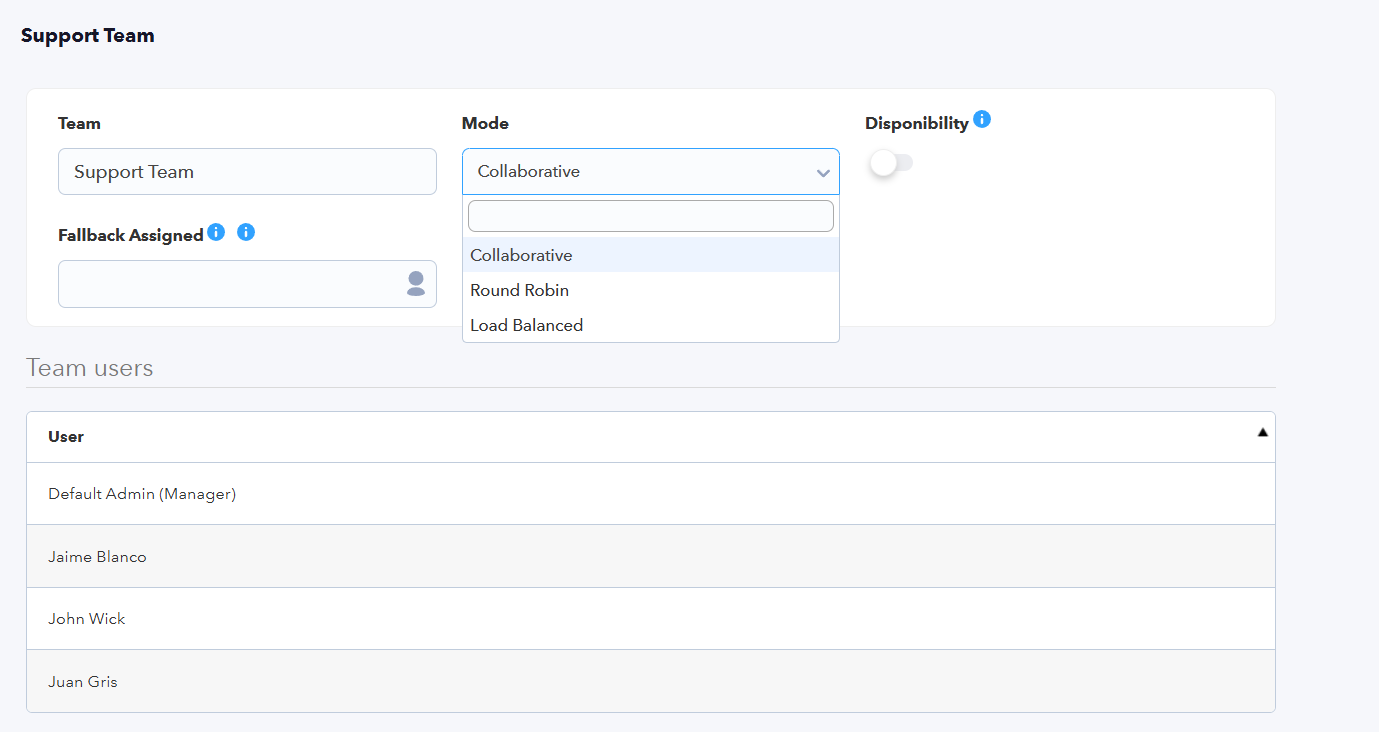 Support Team
Team
Mode
Disponibility
Support Team
Collaborative
Fallback Assigned
Collaborative
Round Robin
Load Balanced
Team users
User
Default Admin (Manager)
Jaime Blanco
John Wick
Juan Gris